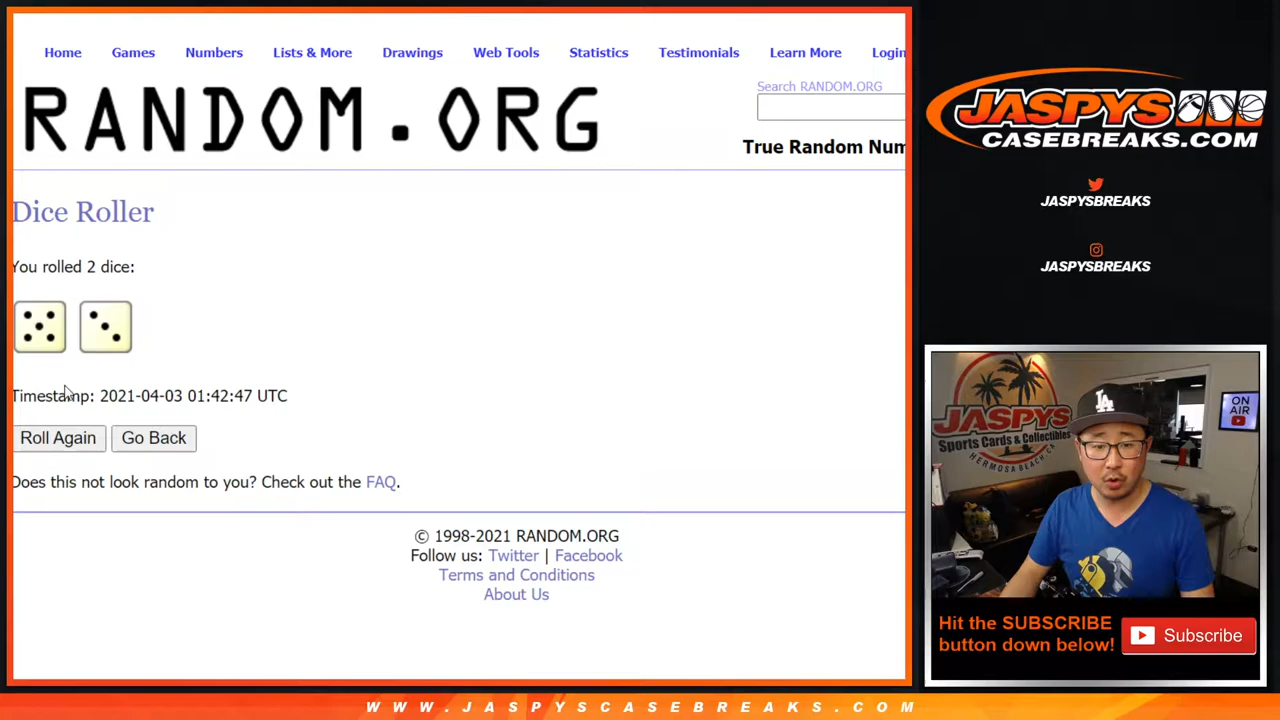 Home Games Numbers Lists & More Drawings Web Tools Statistics Testimonials Learn More Login
RANDOM.ORG
Search RANDOM.ORG
True Random Num
Dice Roller
You rolled 2 dice:
Timestamp: 2021-04-03 01:42:47 UTC
Roll Again Go Back
Does this not look random to you? Check out the FAQ.
© 1998-2021 RANDOM.ORG
Follow us: Twitter | Facebook
Terms and Conditions
About Us
JASPYS
CASEBREAKS.COM
JASPYSBREAKS
JASPYSBREAKS
JASPYS
Sports Cards & Collectibles
HERMOSA BEACH, CA
LA
ON
AIR
Hit the SUBSCRIBE
button down below!
Subscribe
WWW.JASPYSCASEBREAKS.COM